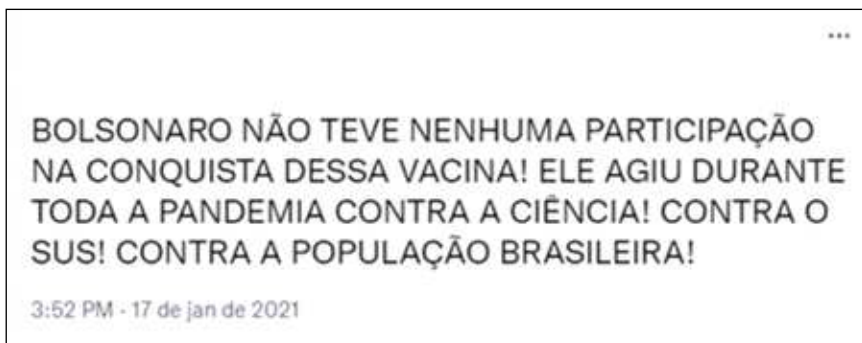 BOLSONARO NÃO TEVE NENHUMA PARTICIPAÇÃO
NA CONQUISTA DESSA VACINA! ELE AGIU DURANTE
TODA A PANDEMIA CONTRA A CIÊNCIA! CONTRA O
SUS! CONTRA A POPULAÇÃO BRASILEIRA!
3:52 PM · 17 de jan de 2021